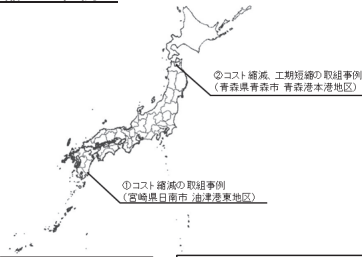 ②コスト縮減、工期短縮の取組事例
(青森県青森市 青森港本港地区)
①コスト縮減の取組事例
(宮崎県日南市 油津港東地区)